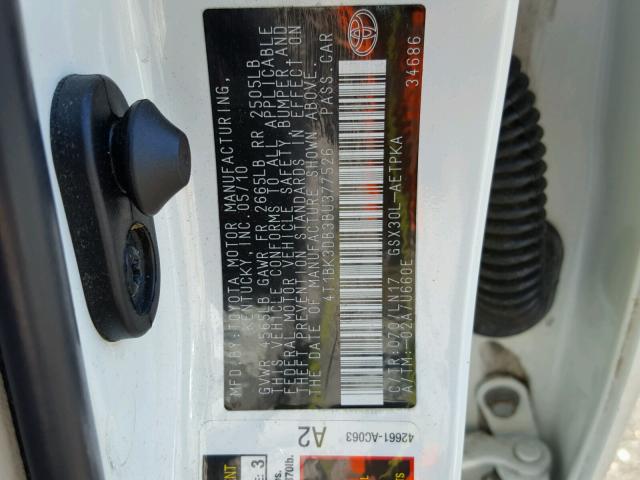 MFD. BY: TOYOTA MOTOR MANUFACTURING,
KENTUCKY, INC. 05/10
GVWR 4565LB GAWR FR 2665LB RR 2505LB
THIS VEHICLE CONFORMS TO ALL APPLICABLE
FEDERAL MOTOR VEHICLE SAFETY, BUMPER, AND
THEFT PREVENTION STANDARDS IN EFFECT ON
THE DATE OF MANUFACTURE SHOWN ABOVE.
4T1BK3DB3BU377526 PASS. CAR
C/TR: 070/LN17 GSX30L-AETPKA
A/TM: -02A/U660E 34686
42661-AC063
A2
3